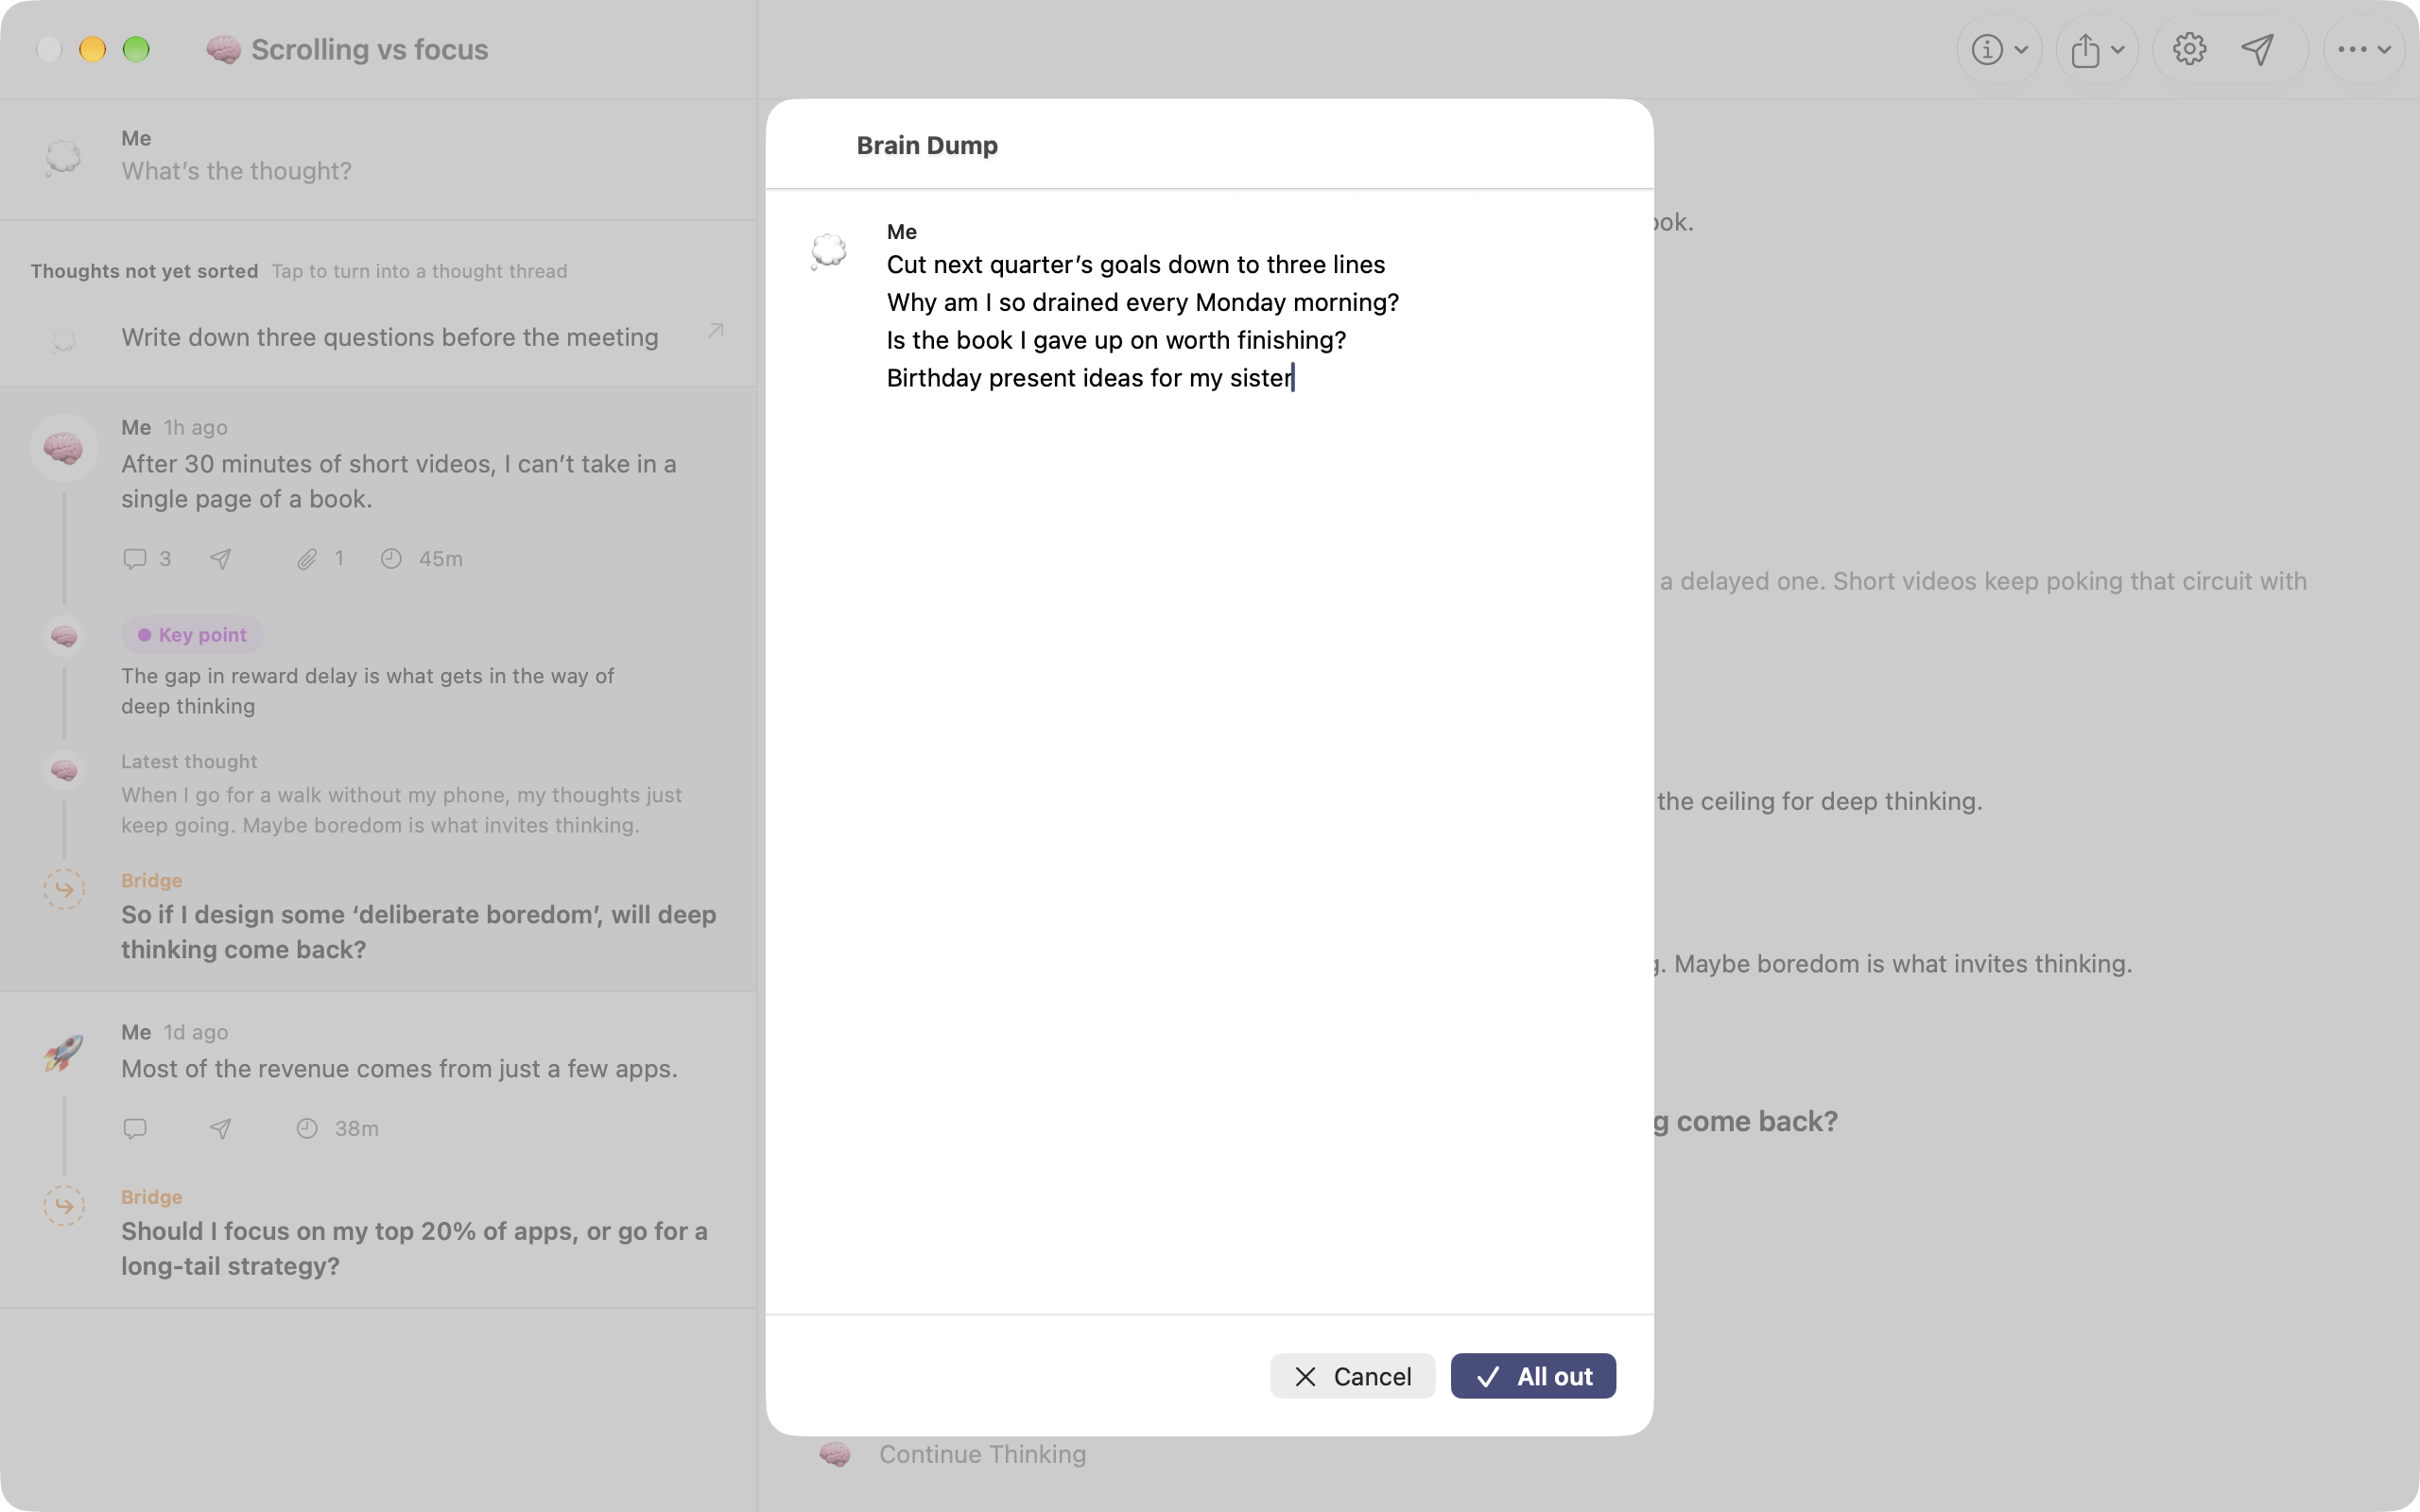 Scrolling vs focus
Me
What's the thought?
Thoughts not yet sorted Tap to turn into a thought thread
Write down three questions before the meeting
Me 1h ago
After 30 minutes of short videos, I can't take in a
single page of a book.
3 1 45m
Key point
The gap in reward delay is what gets in the way of
deep thinking
Latest thought
When I go for a walk without my phone, my thoughts just
keep going. Maybe boredom is what invites thinking.
Bridge
So if I design some ‘deliberate boredom’, will deep
thinking come back?
Me 1d ago
Most of the revenue comes from just a few apps.
38m
Bridge
Should I focus on my top 20% of apps, or go for a
long-tail strategy?
Brain Dump
Me
Cut next quarter’s goals down to three lines
Why am I so drained every Monday morning?
Is the book I gave up on worth finishing?
Birthday present ideas for my sister
Cancel All out
a delayed one. Short videos keep poking that circuit with
the ceiling for deep thinking.
Maybe boredom is what invites thinking.
come back?
Continue Thinking